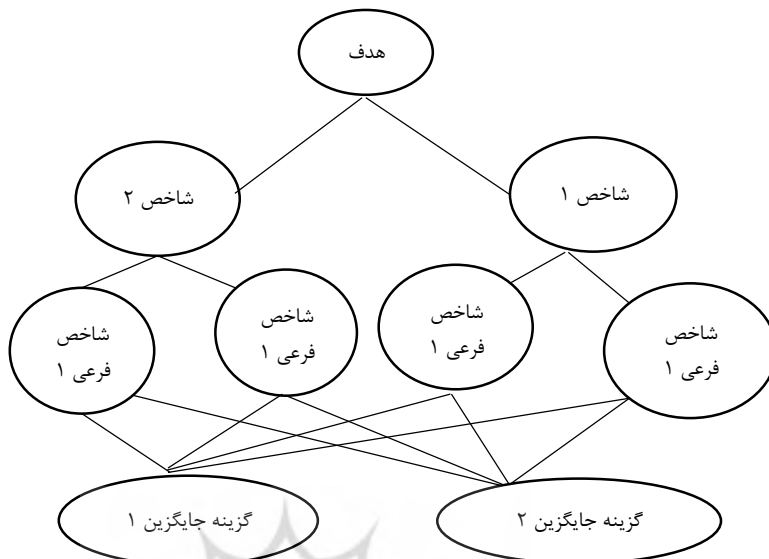 هدف
شاخص ۱
شاخص ۲
شاخص
فرعی ۱
شاخص
فرعی ۱
شاخص
فرعی ۱
شاخص
فرعی ۱
گزینه جایگزین ۲
گزینه جایگزین ۱